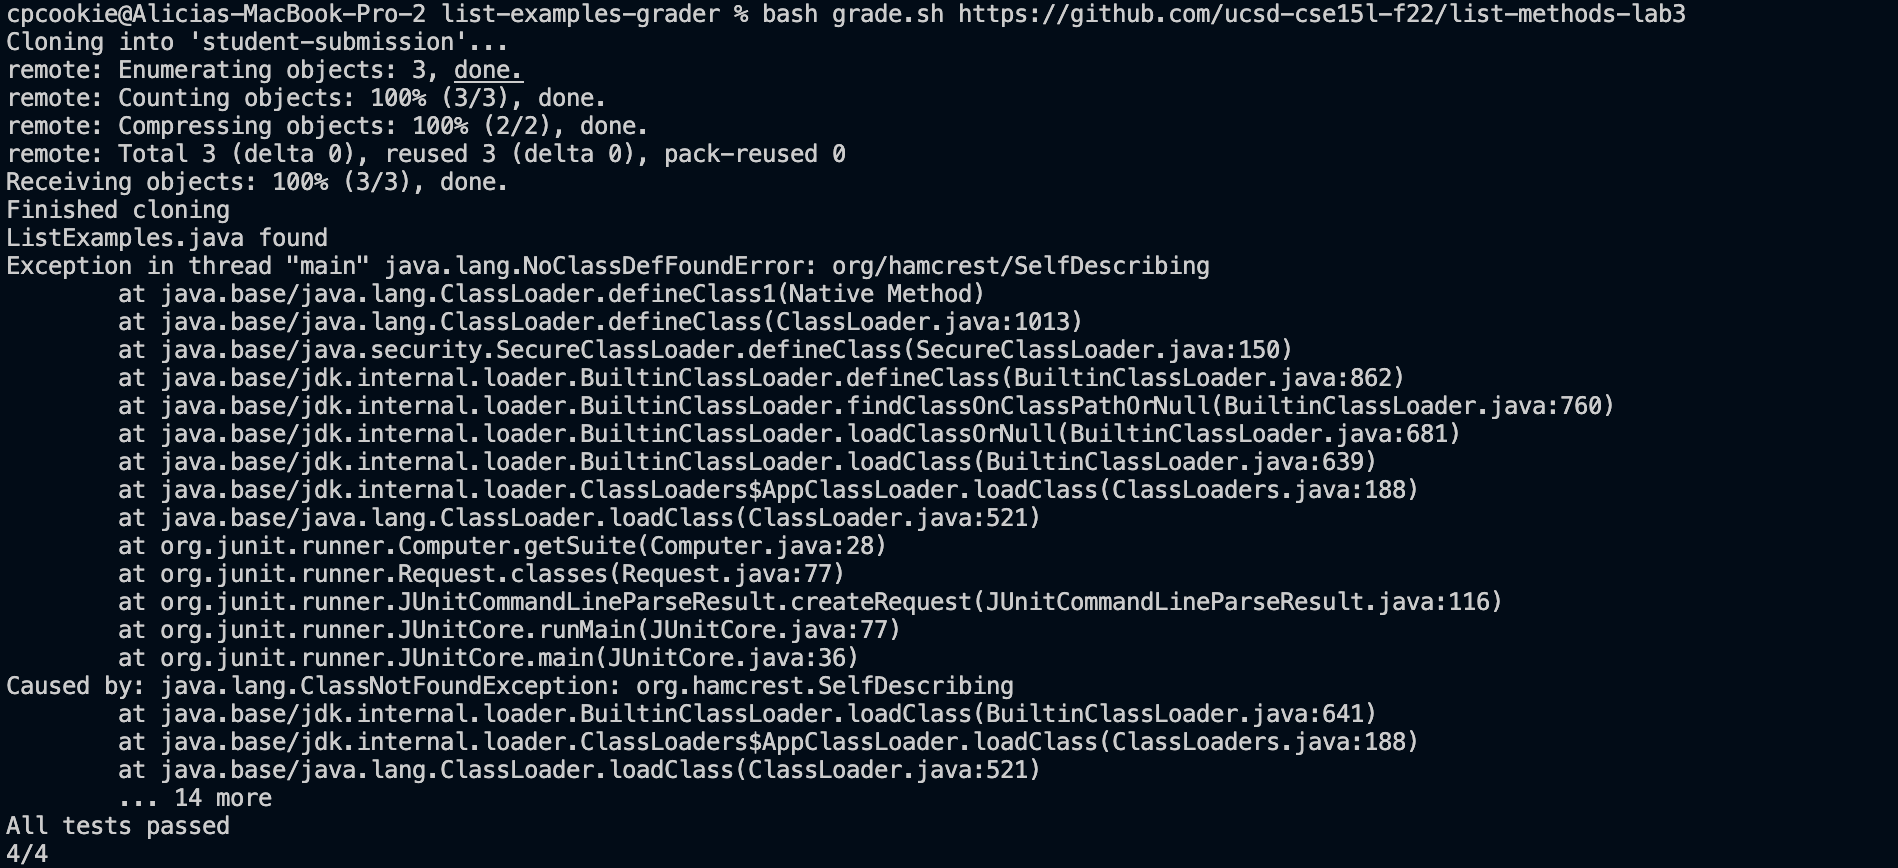 cpcookie@Alicias-MacBook-Pro-2 list-examples-grader % bash grade.sh https://github.com/ucsd-cse15l-f22/list-methods-lab3
Cloning into 'student-submission'...
remote: Enumerating objects: 3, done.
remote: Counting objects: 100% (3/3), done.
remote: Compressing objects: 100% (2/2), done.
remote: Total 3 (delta 0), reused 3 (delta 0), pack-reused 0
Receiving objects: 100% (3/3), done.
Finished cloning
ListExamples.java found
Exception in thread "main" java.lang.NoClassDefFoundError: org/hamcrest/SelfDescribing
        at java.base/java.lang.ClassLoader.defineClass1(Native Method)
        at java.base/java.lang.ClassLoader.defineClass(ClassLoader.java:1013)
        at java.base/java.security.SecureClassLoader.defineClass(SecureClassLoader.java:150)
        at java.base/jdk.internal.loader.BuiltinClassLoader.defineClass(BuiltinClassLoader.java:862)
        at java.base/jdk.internal.loader.BuiltinClassLoader.findClassOnClassPathOrNull(BuiltinClassLoader.java:760)
        at java.base/jdk.internal.loader.BuiltinClassLoader.loadClassOrNull(BuiltinClassLoader.java:681)
        at java.base/jdk.internal.loader.BuiltinClassLoader.loadClass(BuiltinClassLoader.java:639)
        at java.base/jdk.internal.loader.ClassLoaders$AppClassLoader.loadClass(ClassLoaders.java:188)
        at java.base/java.lang.ClassLoader.loadClass(ClassLoader.java:521)
        at org.junit.runner.Computer.getSuite(Computer.java:28)
        at org.junit.runner.Request.classes(Request.java:77)
        at org.junit.runner.JUnitCommandLineParseResult.createRequest(JUnitCommandLineParseResult.java:116)
        at org.junit.runner.JUnitCore.runMain(JUnitCore.java:77)
        at org.junit.runner.JUnitCore.main(JUnitCore.java:36)
Caused by: java.lang.ClassNotFoundException: org.hamcrest.SelfDescribing
        at java.base/jdk.internal.loader.BuiltinClassLoader.loadClass(BuiltinClassLoader.java:641)
        at java.base/jdk.internal.loader.ClassLoaders$AppClassLoader.loadClass(ClassLoaders.java:188)
        at java.base/java.lang.ClassLoader.loadClass(ClassLoader.java:521)
        ... 14 more
All tests passed
4/4